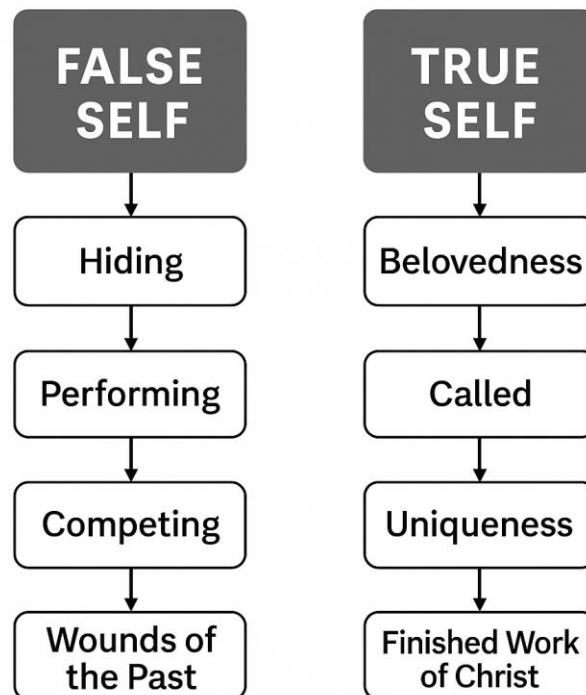 FALSE
SELF
Hiding
Performing
Competing
Wounds of
the Past
TRUE
SELF
Belovedness
Called
Uniqueness
Finished Work
of Christ